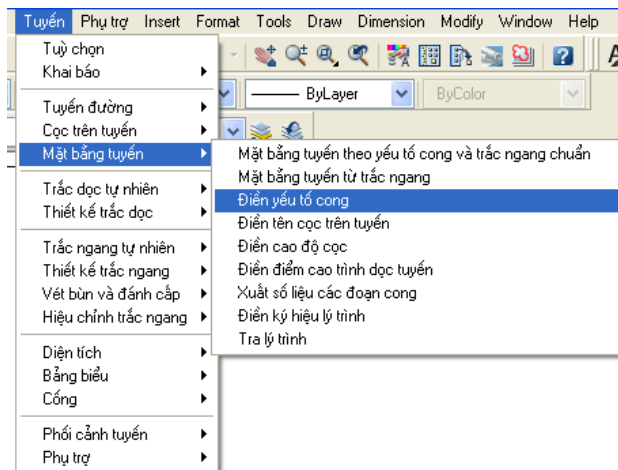 Tuyến Phụ trợ Insert Format Tools Draw Dimension Modify Window Help
Tuỳ chọn
Khai báo
ByLayer ByColor
Tuyến đường
Cọc trên tuyến
Mặt bằng tuyến
Mặt bằng tuyến theo yếu tố cong và trắc ngang chuẩn
Mặt bằng tuyến từ trắc ngang
Điền yếu tố cong
Điền tên cọc trên tuyến
Điền cao độ cọc
Điền điểm cao trình dọc tuyến
Xuất số liệu các đoạn cong
Điền ký hiệu lý trình
Tra lý trình
Trắc dọc tự nhiên
Thiết kế trắc dọc
Trắc ngang tự nhiên
Thiết kế trắc ngang
Vét bùn và đánh cấp
Hiệu chỉnh trắc ngang
Diện tích
Bảng biểu
Cống
Phối cảnh tuyến
Phụ trợ